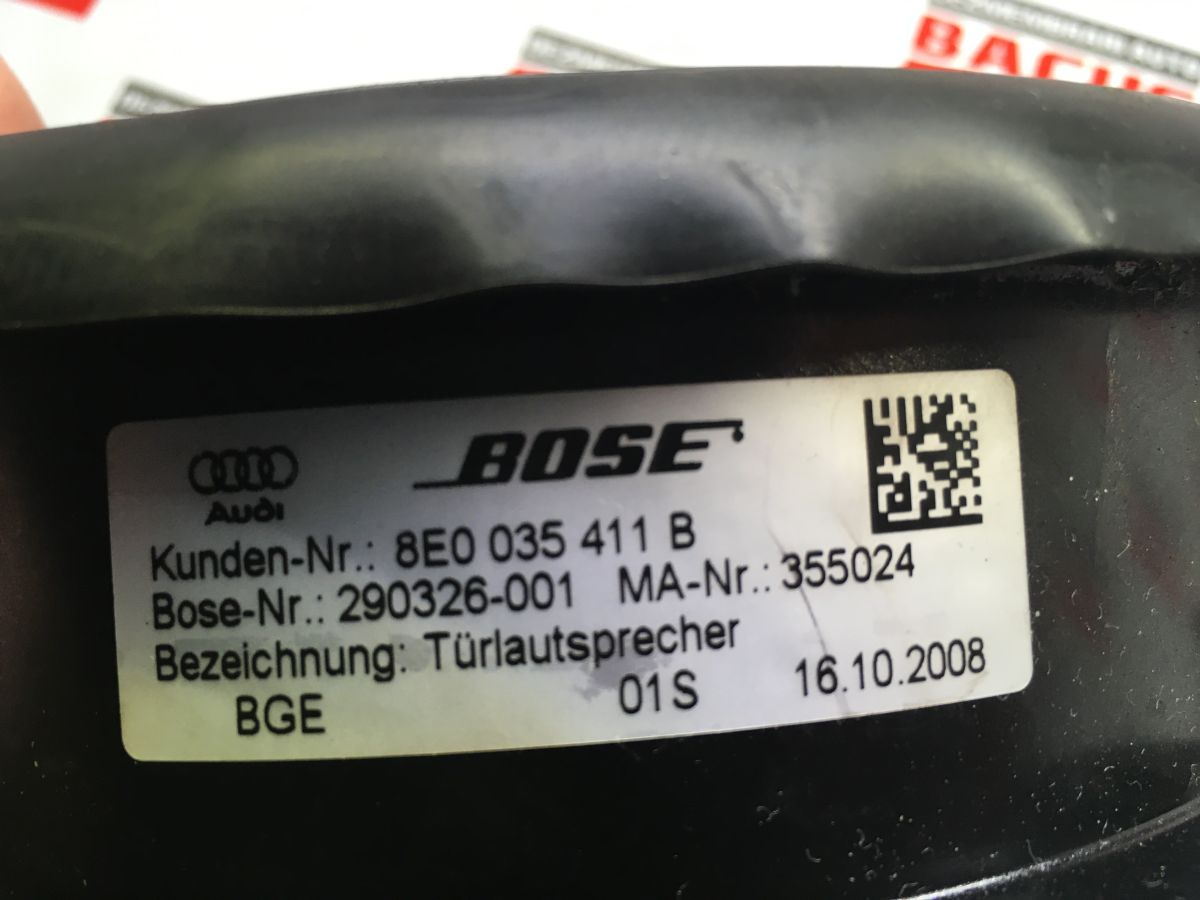 BACHS
Audi
BOSE
Kunden-Nr.: 8E0 035 411 B
Bose-Nr.: 290326-001 MA-Nr.: 355024
Bezeichnung: Türlautsprecher
BGE 01S 16.10.2008